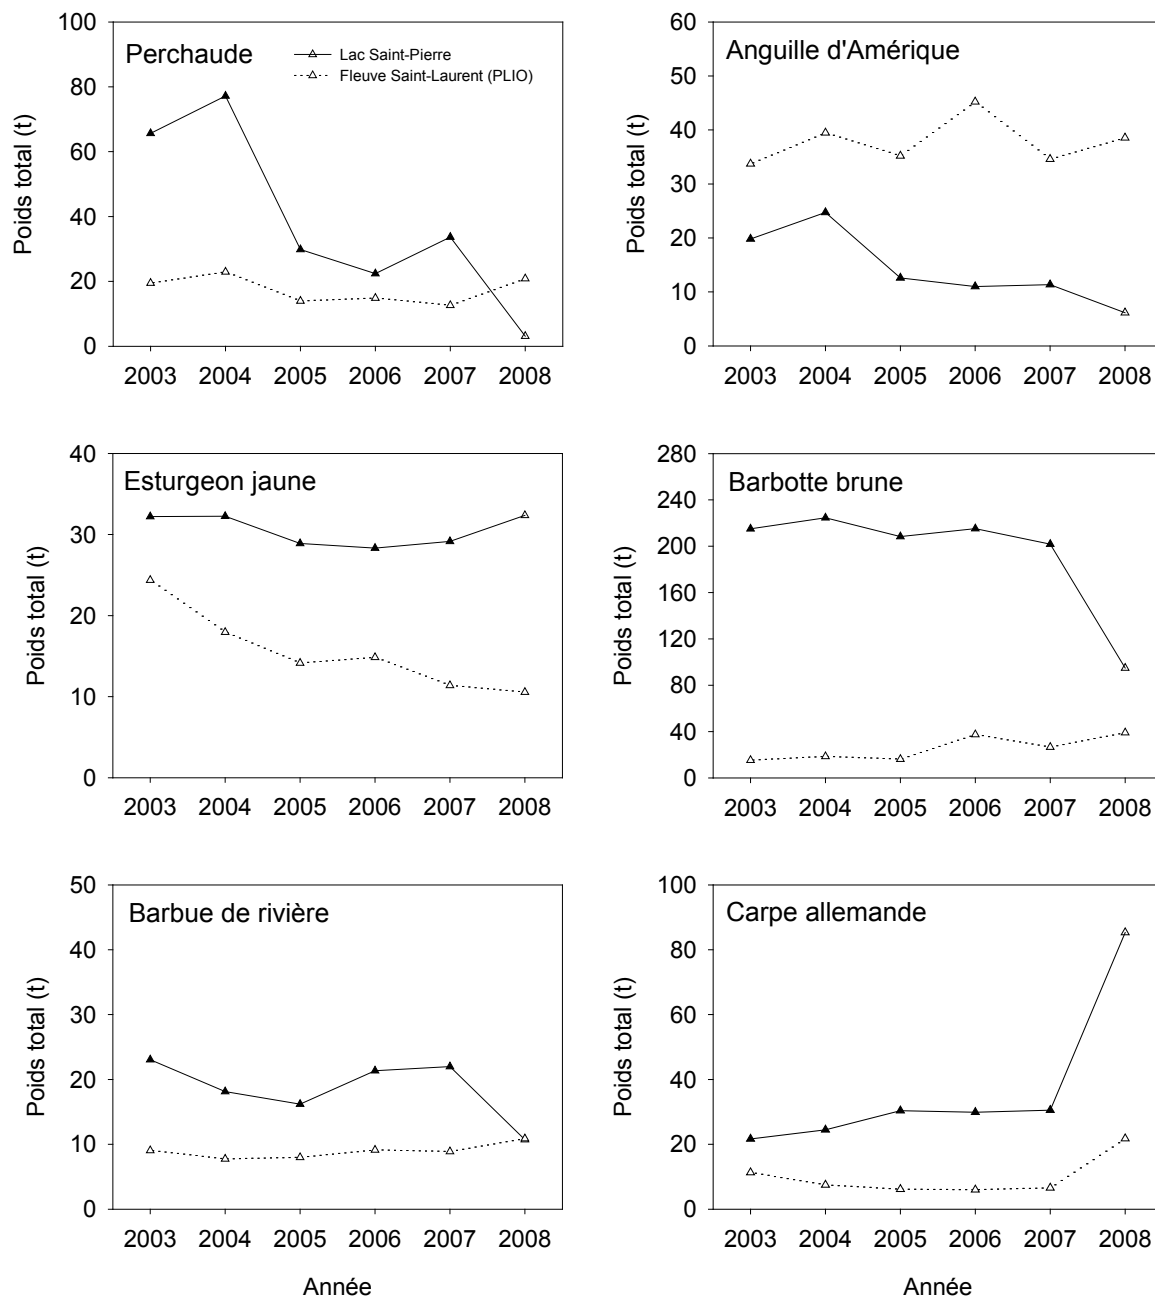 Perchaude
Lac Saint-Pierre
Fleuve Saint-Laurent (PLIO)
Poids total (t)
100
80
60
40
20
0
2003 2004 2005 2006 2007 2008
Anguille d'Amérique
Poids total (t)
60
50
40
30
20
10
0
2003 2004 2005 2006 2007 2008
Esturgeon jaune
Poids total (t)
40
30
20
10
0
2003 2004 2005 2006 2007 2008
Barbotte brune
Poids total (t)
280
240
200
160
120
80
40
0
2003 2004 2005 2006 2007 2008
Barbue de rivière
Poids total (t)
50
40
30
20
10
0
2003 2004 2005 2006 2007 2008
Année
Carpe allemande
Poids total (t)
100
80
60
40
20
0
2003 2004 2005 2006 2007 2008
Année